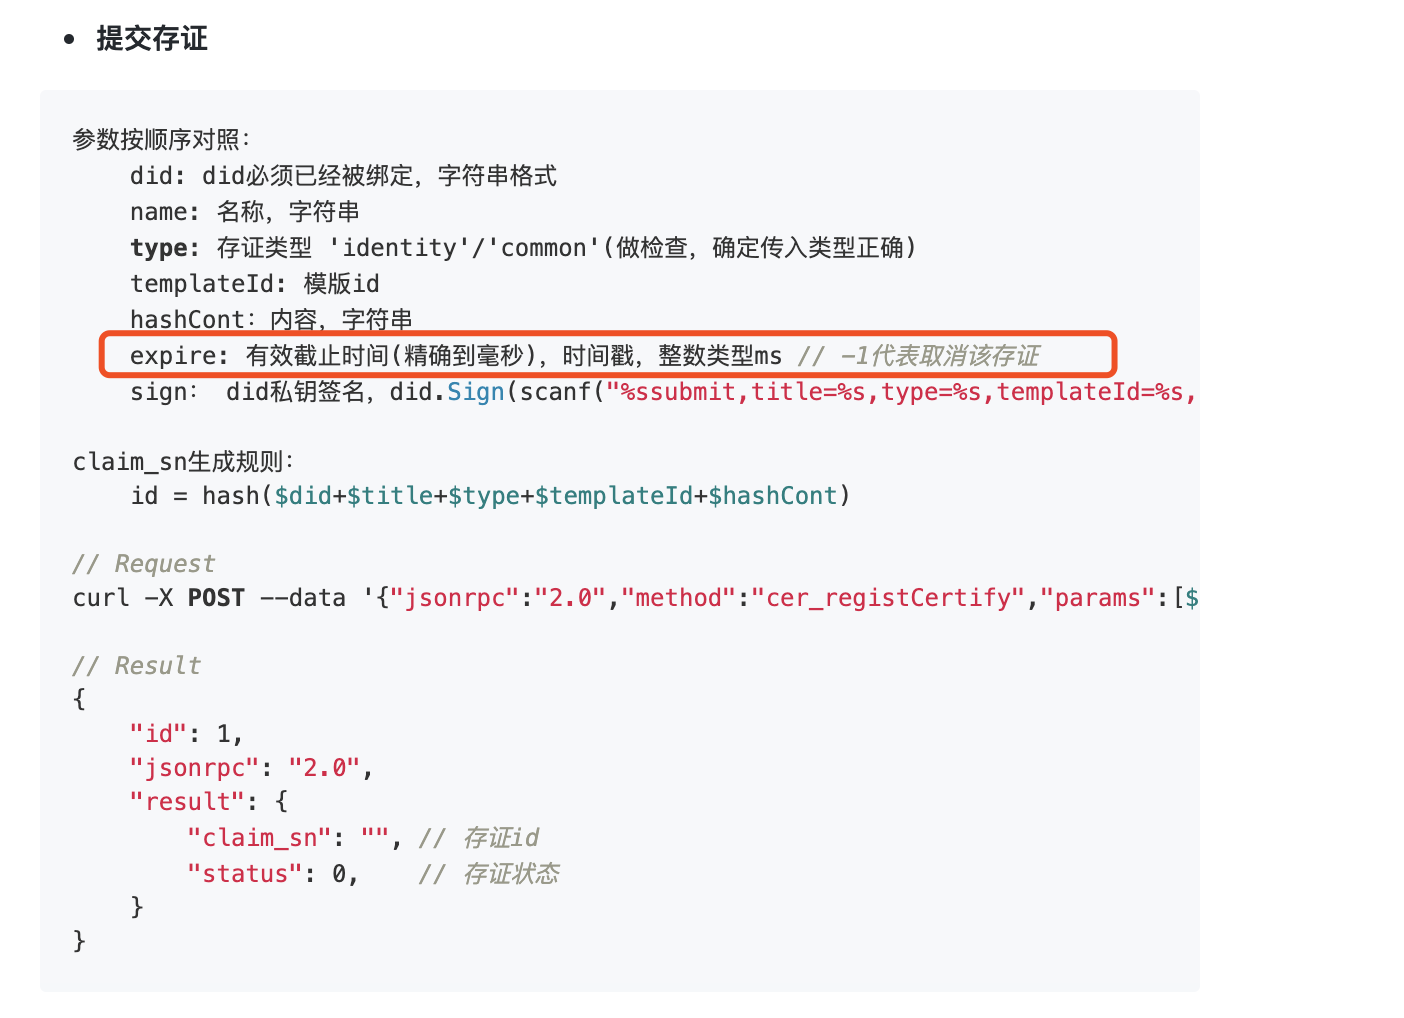 提交存证
参数按顺序对照：
did: did必须已经被绑定，字符串格式
name: 名称，字符串
type: 存证类型 'identity'/'common'(做检查，确定传入类型正确)
templateId: 模版id
hashCont：内容，字符串
expire: 有效截止时间(精确到毫秒)，时间戳，整数类型ms // -1代表取消该存证
sign： did私钥签名，did.Sign(scanf("%ssubmit,title=%s,type=%s,templateId=%s,
claim_sn生成规则：
id = hash($did+$title+$type+$templateId+$hashCont)
// Request
curl -X POST --data '{"jsonrpc":"2.0","method":"cer_registCertify","params":[$
// Result
{
"id": 1,
"jsonrpc": "2.0",
"result": {
"claim_sn": "", // 存证id
"status": 0, // 存证状态
}
}